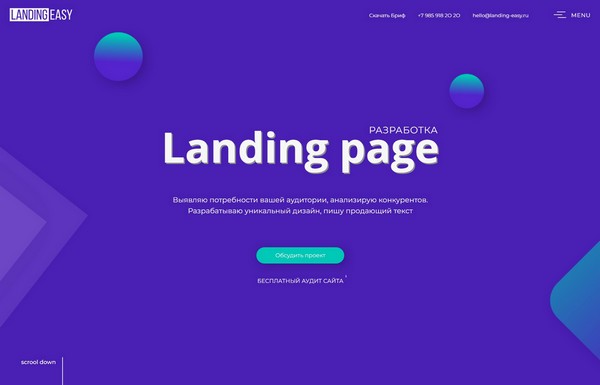 LANDING EASY
Скачать Бриф
+7 985 918 20 20
hello@landing-easy.ru
MENU
РАЗРАБОТКА
Landing page
Выявляю потребности вашей аудитории, анализирую конкурентов.
Разрабатываю уникальный дизайн, пишу продающий текст
Обсудить проект
БЕСПЛАТНЫЙ АУДИТ САЙТА
scrool down